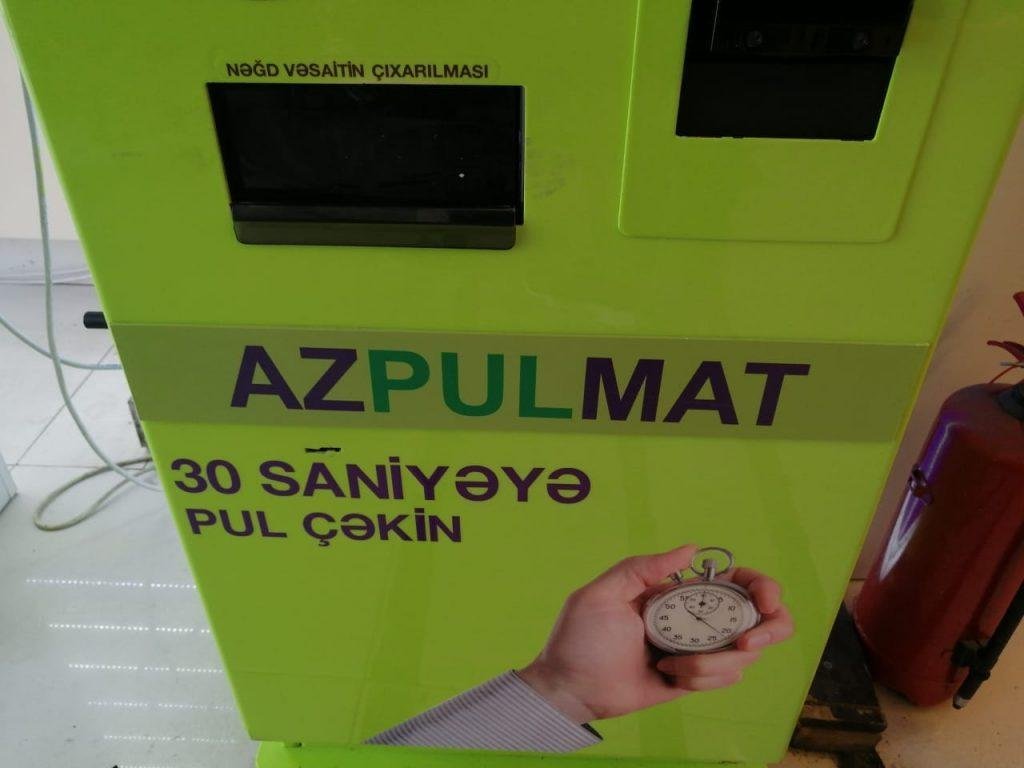 NƏĞD VƏSAİTİN ÇIXARILMASI
AZPULMAT
30 SANİYƏYƏ
PUL ÇƏKİN